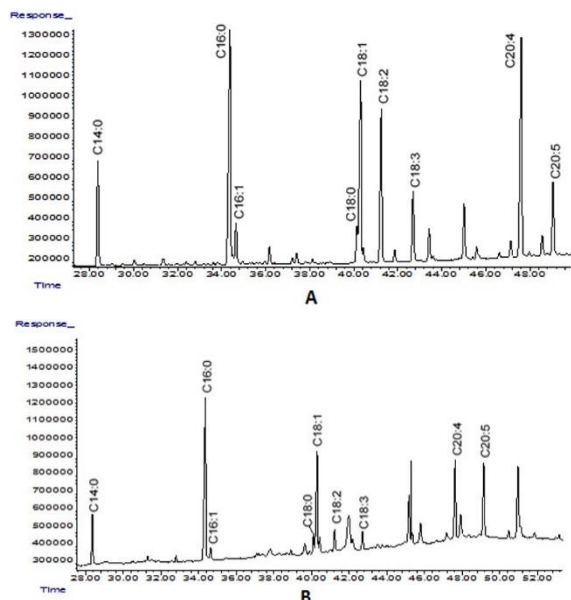 Response_
1300000
1200000
1100000
1000000
900000
800000
700000
600000
500000
400000
300000
200000
28.00 30.00 32.00 34.00 36.00 38.00 40.00 42.00 44.00 46.00 48.00
Time
C14:0
C16:0
C16:1
C18:0
C18:1
C18:2
C18:3
C20:4
C20:5
A
Response_
1500000
1400000
1300000
1200000
1100000
1000000
900000
800000
700000
600000
500000
400000
300000
28.00 30.00 32.00 34.00 36.00 38.00 40.00 42.00 44.00 46.00 48.00 50.00 52.00
Time
C14:0
C16:0
C16:1
C18:0
C18:1
C18:2
C18:3
C20:4
C20:5
B